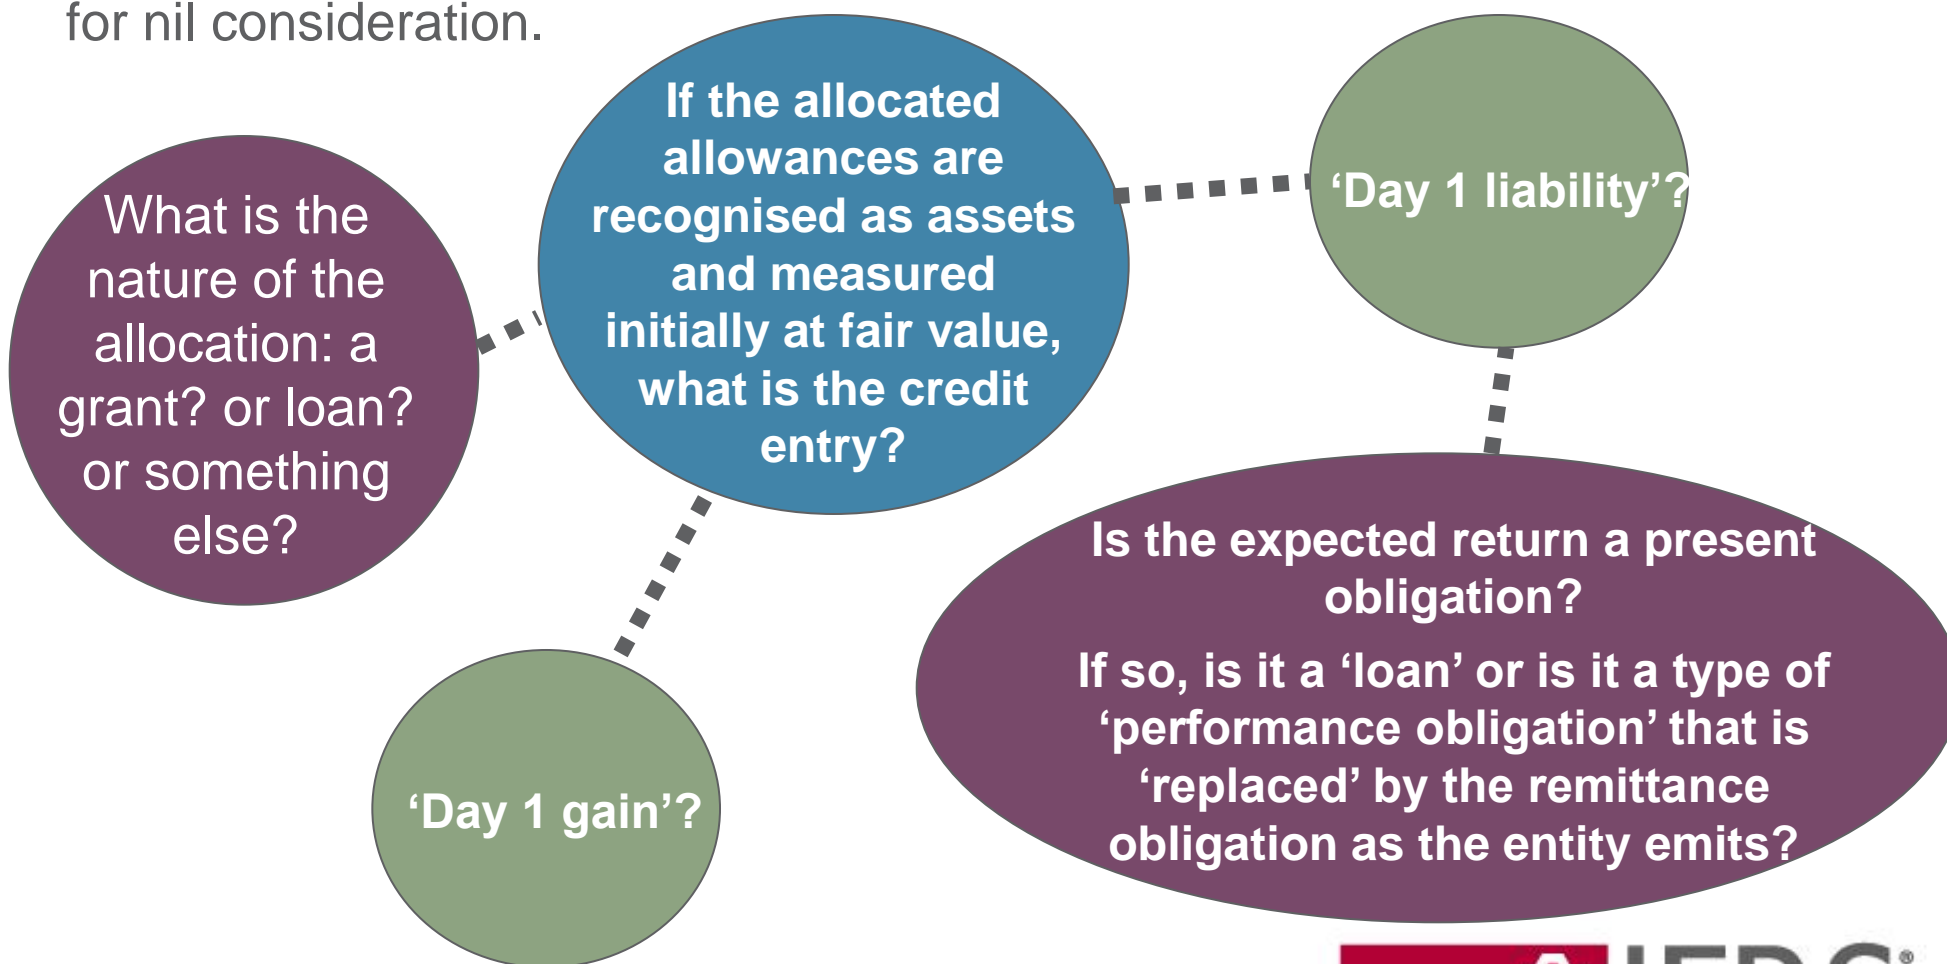 for nil consideration.
What is the
nature of the
allocation: a
grant? or loan?
or something
else?
If the allocated
allowances are
recognised as assets
and measured
initially at fair value,
what is the credit
entry?
‘Day 1 liability’?
‘Day 1 gain’?
Is the expected return a present
obligation?
If so, is it a ‘loan’ or is it a type of
‘performance obligation’ that is
‘replaced’ by the remittance
obligation as the entity emits?